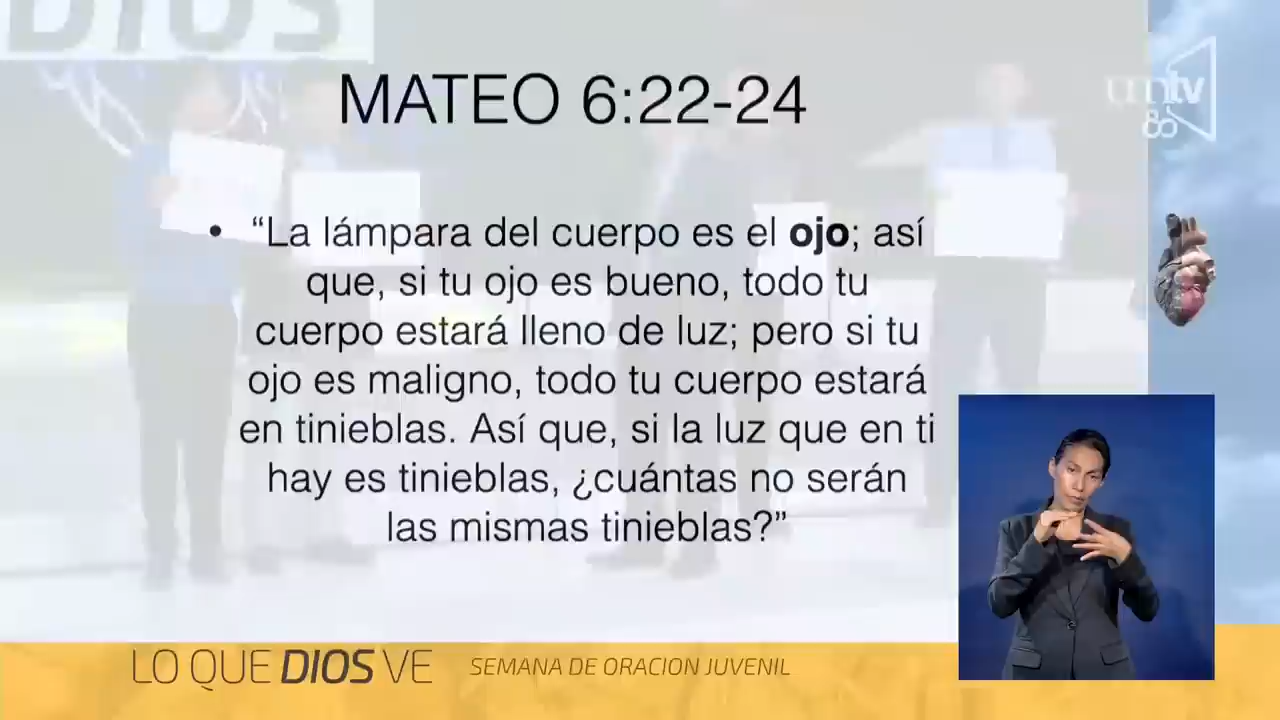 DIOS
MATEO 6:22-24
untv
• “La lámpara del cuerpo es el ojo; así
que, si tu ojo es bueno, todo tu
cuerpo estará lleno de luz; pero si tu
ojo es maligno, todo tu cuerpo estará
en tinieblas. Así que, si la luz que en ti
hay es tinieblas, ¿cuántas no serán
las mismas tinieblas?”
LO QUE DIOS VE SEMANA DE ORACION JUVENIL